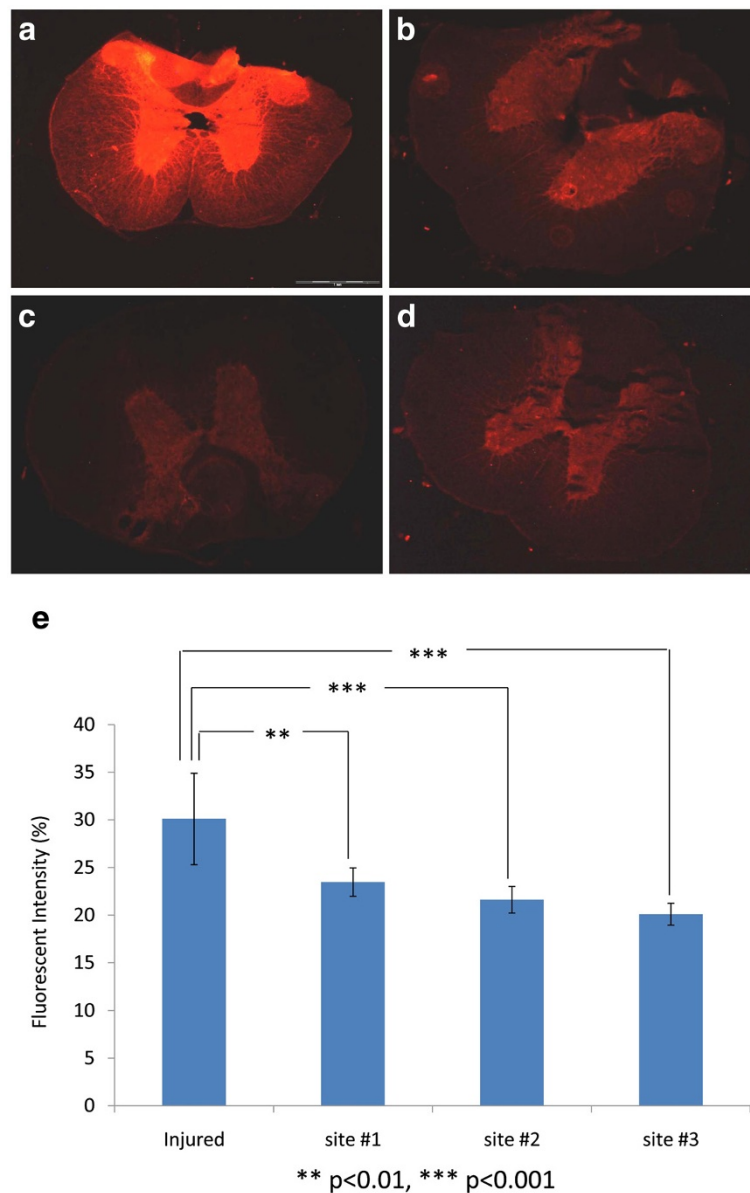 a
b
c
d
e
***
***
**
40
35
30
25
20
15
10
5
0
Fluorescent Intensity (%)
Injured
site #1
site #2
site #3
** p<0.01, *** p<0.001